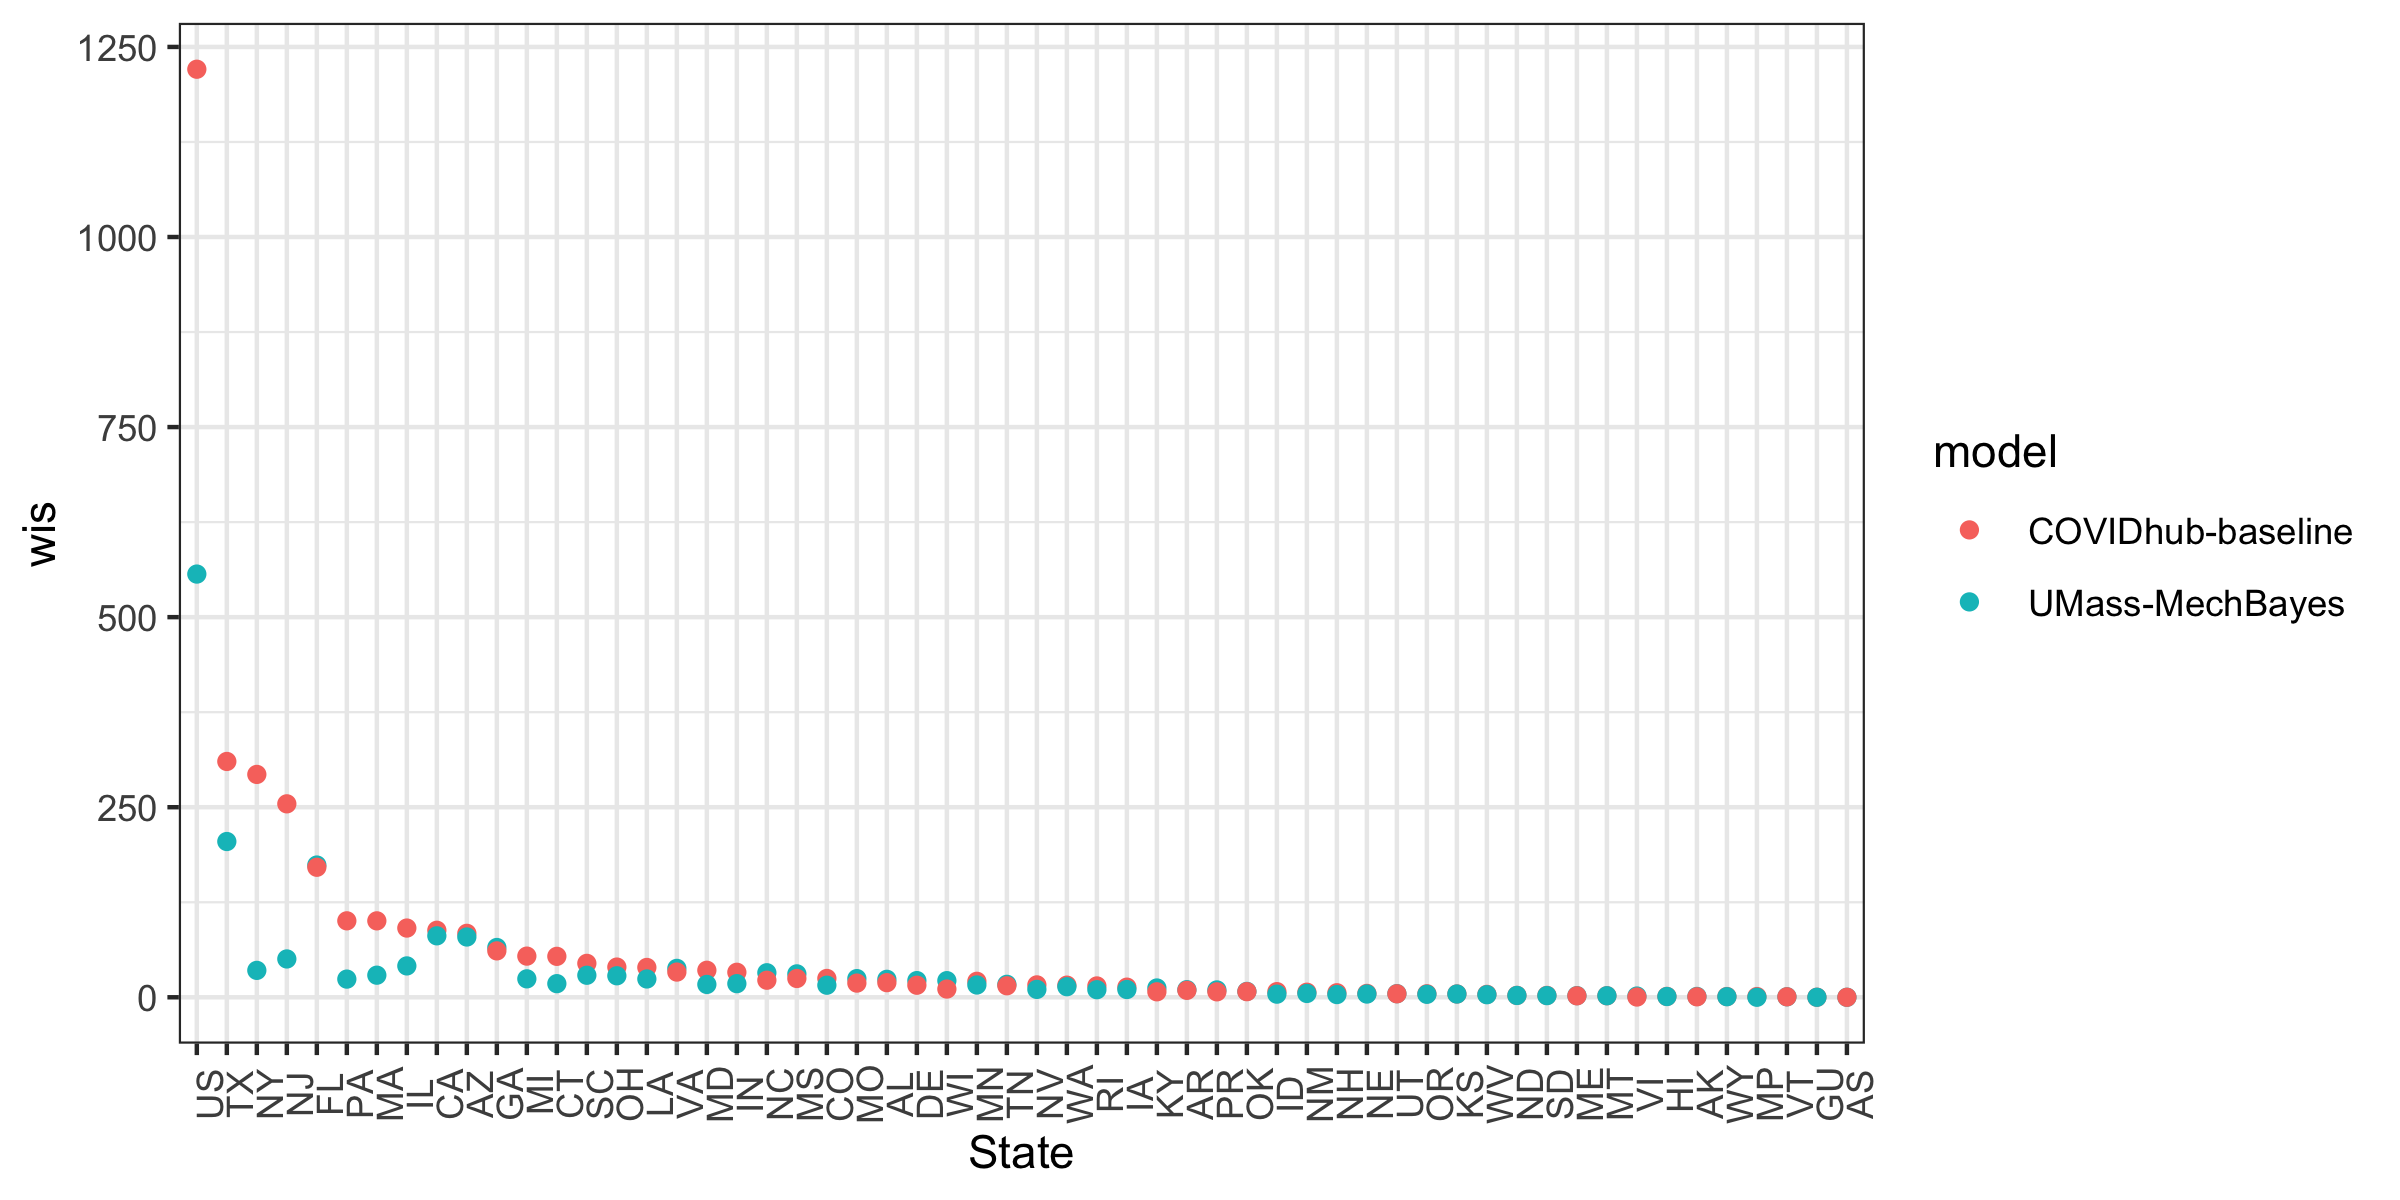 1250
1000
750
500
250
0
wis
US TX NY NJ FL PA MA IL CA AZ GA MI CT SC OH LA VA MD IN NC MS CO MO AL DE WI MN TN NV WA RI IA KY AR PR OK ID NM NH NE UT OR KS WV ND SD ME MT VI HI AK WY MP VT GU AS
State
model
COVIDhub-baseline
UMass-MechBayes